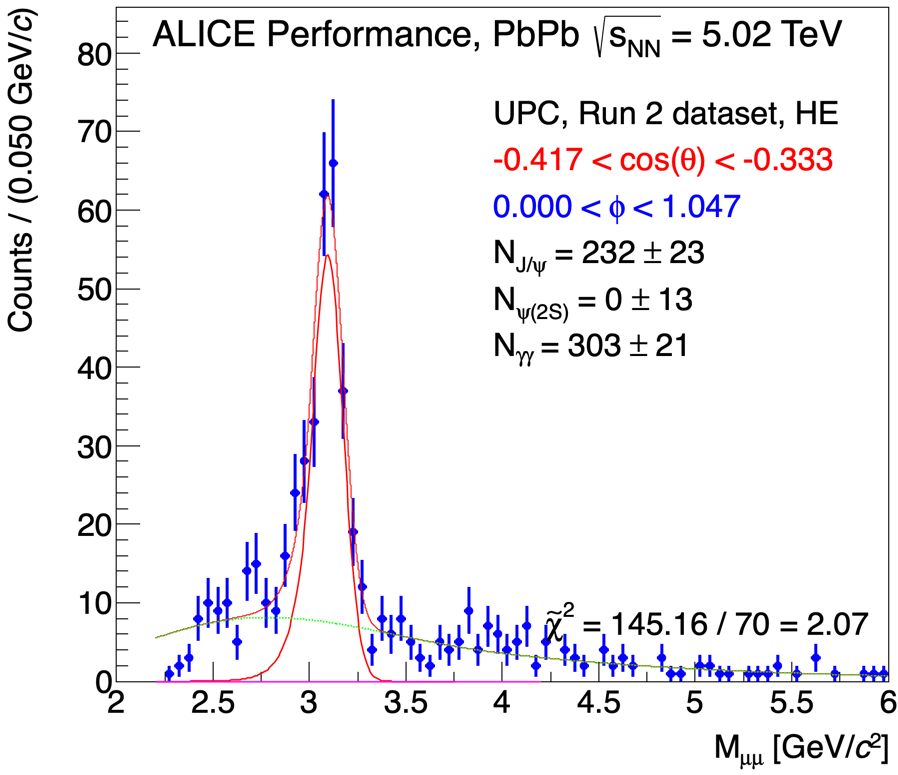 ALICE Performance, PbPb √sNN = 5.02 TeV
UPC, Run 2 dataset, HE
-0.417 < cos(θ) < -0.333
0.000 < ϕ < 1.047
NJ/ψ = 232 ± 23
Nψ(2S) = 0 ± 13
Nγγ = 303 ± 21
χ̃² = 145.16 / 70 = 2.07
Counts / (0.050 GeV/c)
80
70
60
50
40
30
20
10
0
2 2.5 3 3.5 4 4.5 5 5.5 6
Mμμ [GeV/c²]